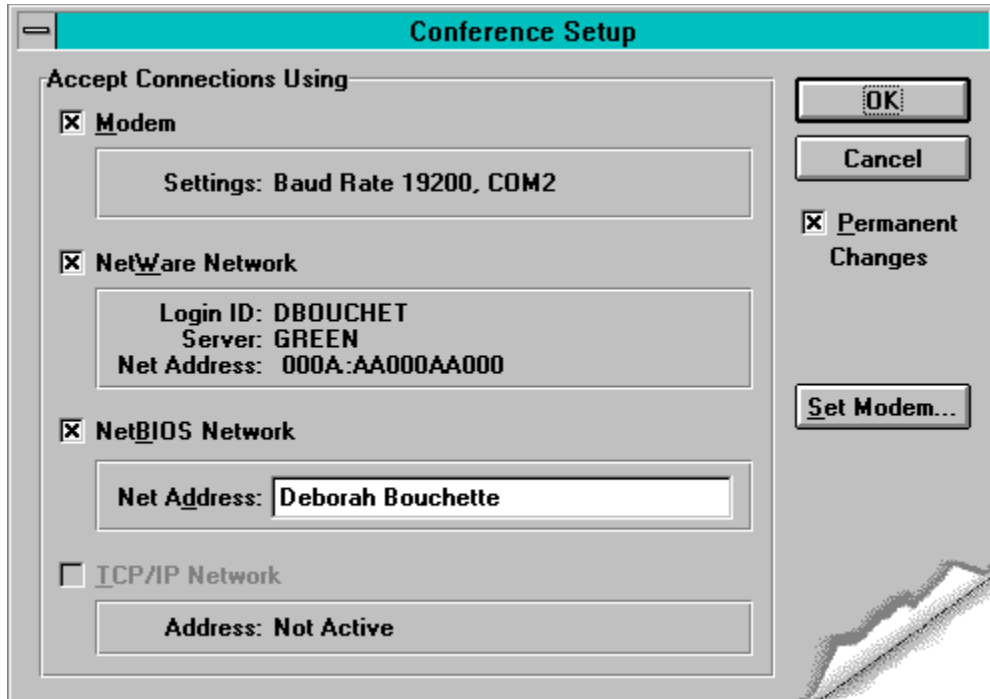 Conference Setup
Accept Connections Using
Modem
Settings: Baud Rate 19200, COM2
NetWare Network
Login ID: DBOUCHET
Server: GREEN
Net Address: 000A:AA000AA000
NetBIOS Network
Net Address: Deborah Bouchette
TCP/IP Network
Address: Not Active
OK
Cancel
Permanent
Changes
Set Modem...